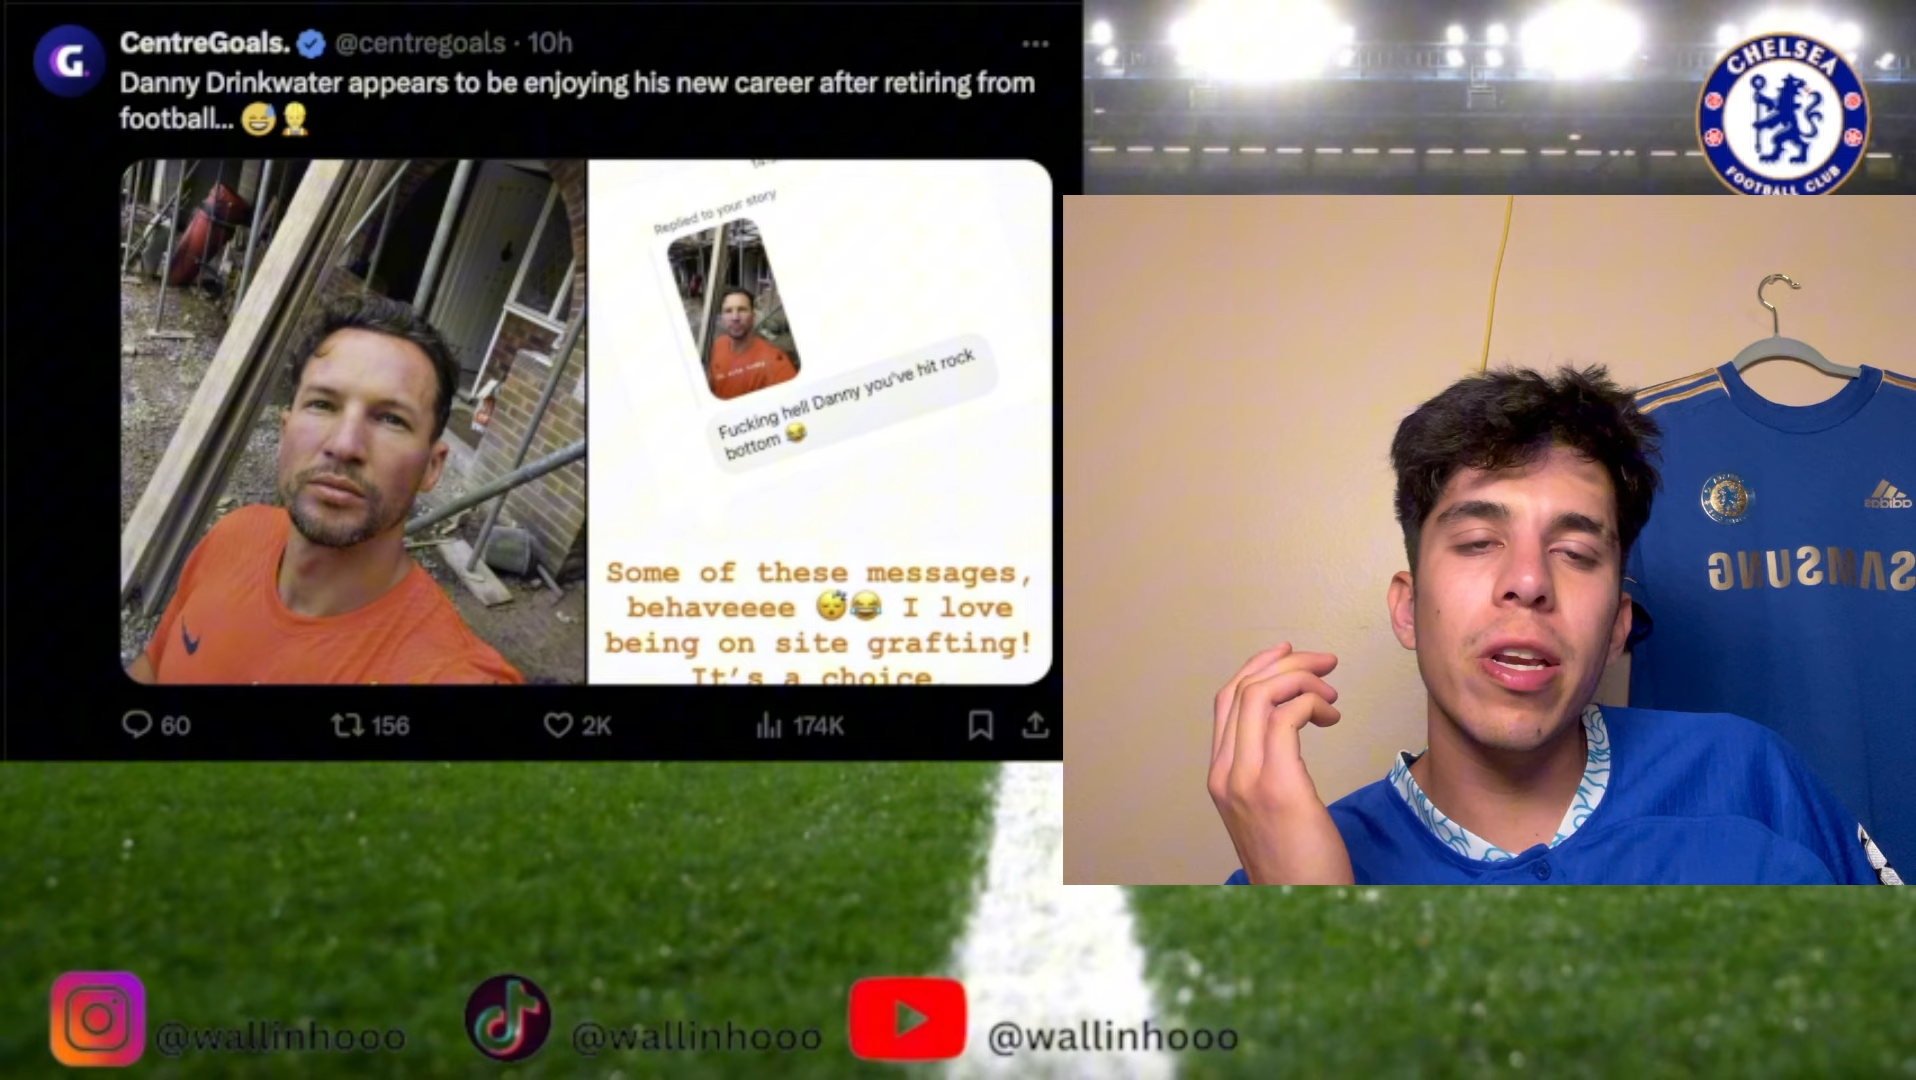 CentreGoals. @centregoals · 10h
Danny Drinkwater appears to be enjoying his new career after retiring from
football... 😅👷
Replied to your story
Fucking hell Danny you've hit rock
bottom 😂
Some of these messages,
behaveeeee 😴😂 I love
being on site grafting!
It's a choice
60 156 2K 174K
CHELSEA
FOOTBALL CLUB
adidas
SAMSUNG
@wallinhooo @wallinhooo @wallinhooo